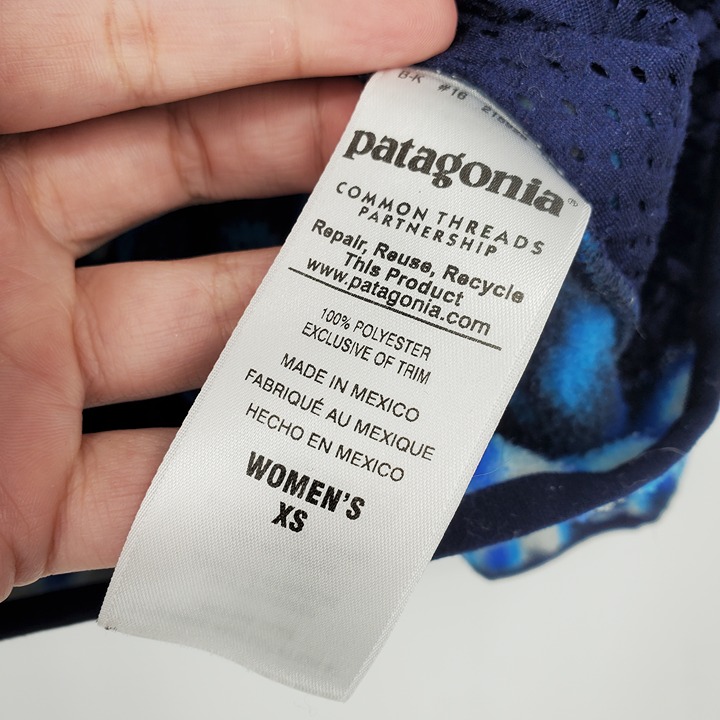 B-K #16
patagonia®
COMMON THREADS
PARTNERSHIP
Repair, Reuse, Recycle
This Product
www.patagonia.com
100% POLYESTER
EXCLUSIVE OF TRIM
MADE IN MEXICO
FABRIQUÉ AU MEXIQUE
HECHO EN MEXICO
WOMEN'S
XS